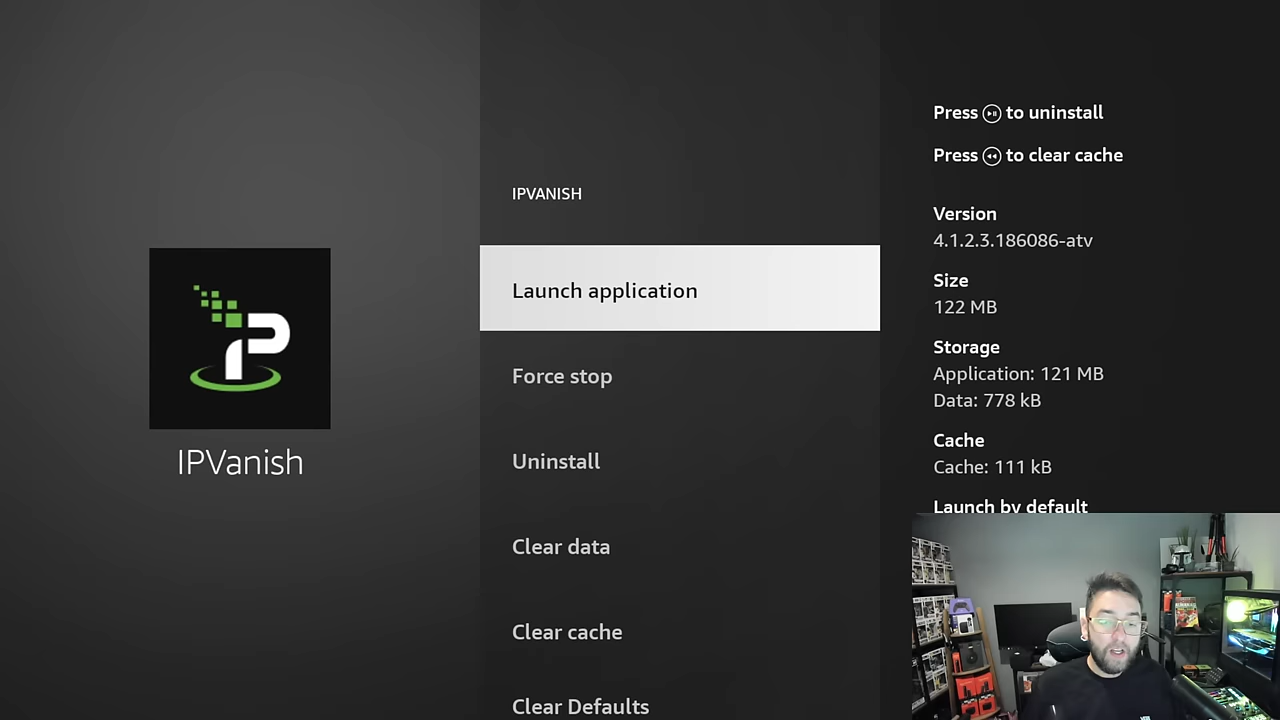 IPVanish
IPVANISH
Launch application
Force stop
Uninstall
Clear data
Clear cache
Clear Defaults
Press to uninstall
Press to clear cache
Version
4.1.2.3.186086-atv
Size
122 MB
Storage
Application: 121 MB
Data: 778 kB
Cache
Cache: 111 kB
Launch by default